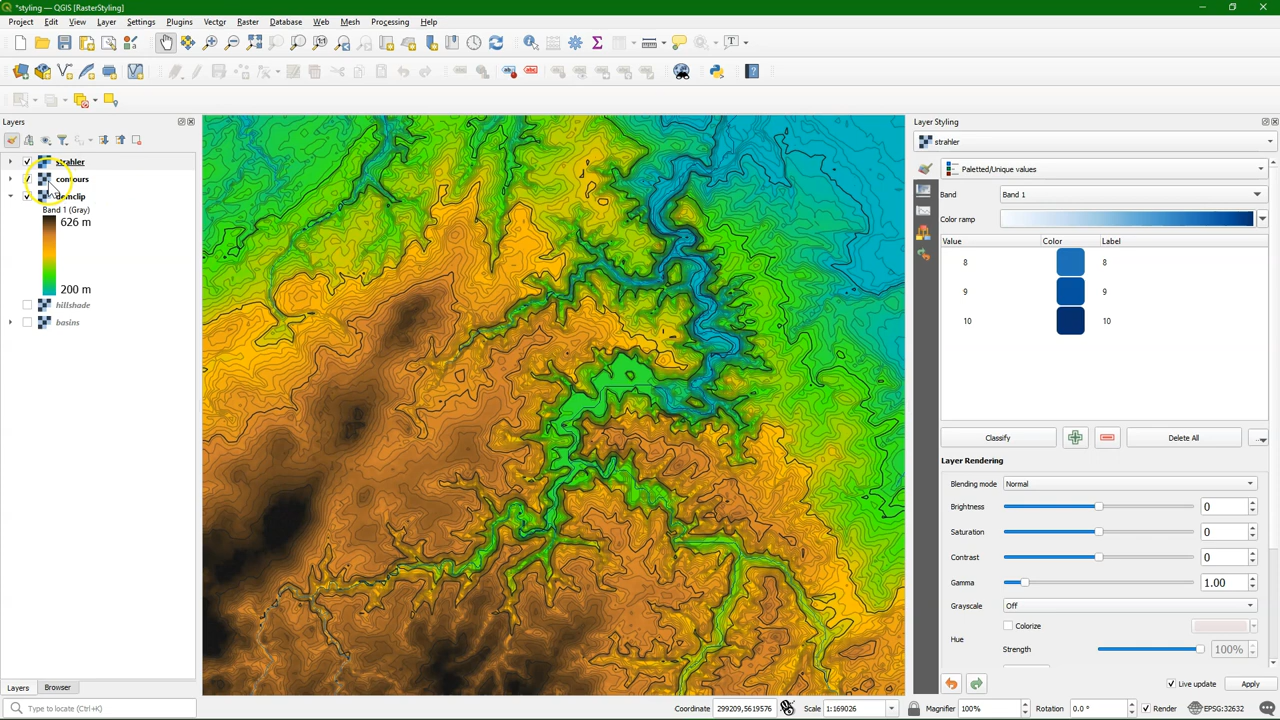 *styling — QGIS [RasterStyling]
Project Edit View Layer Settings Plugins Vector Raster Database Web Mesh Processing Help
Layers
strahler
contours
demclip
Band 1 (Gray)
626 m
200 m
hillshade
basins
Layers Browser
Type to locate (Ctrl+K)
Layer Styling
strahler
Paletted/Unique values
Band Band 1
Color ramp
Value Color Label
8 8
9 9
10 10
Classify Delete All ...
Layer Rendering
Blending mode Normal
Brightness 0
Saturation 0
Contrast 0
Gamma 1.00
Grayscale Off
Colorize
Hue
Strength 100%
Live update Apply
Coordinate 299209,5619576 Scale 1:169026 Magnifier 100% Rotation 0.0 ° Render EPSG:32632